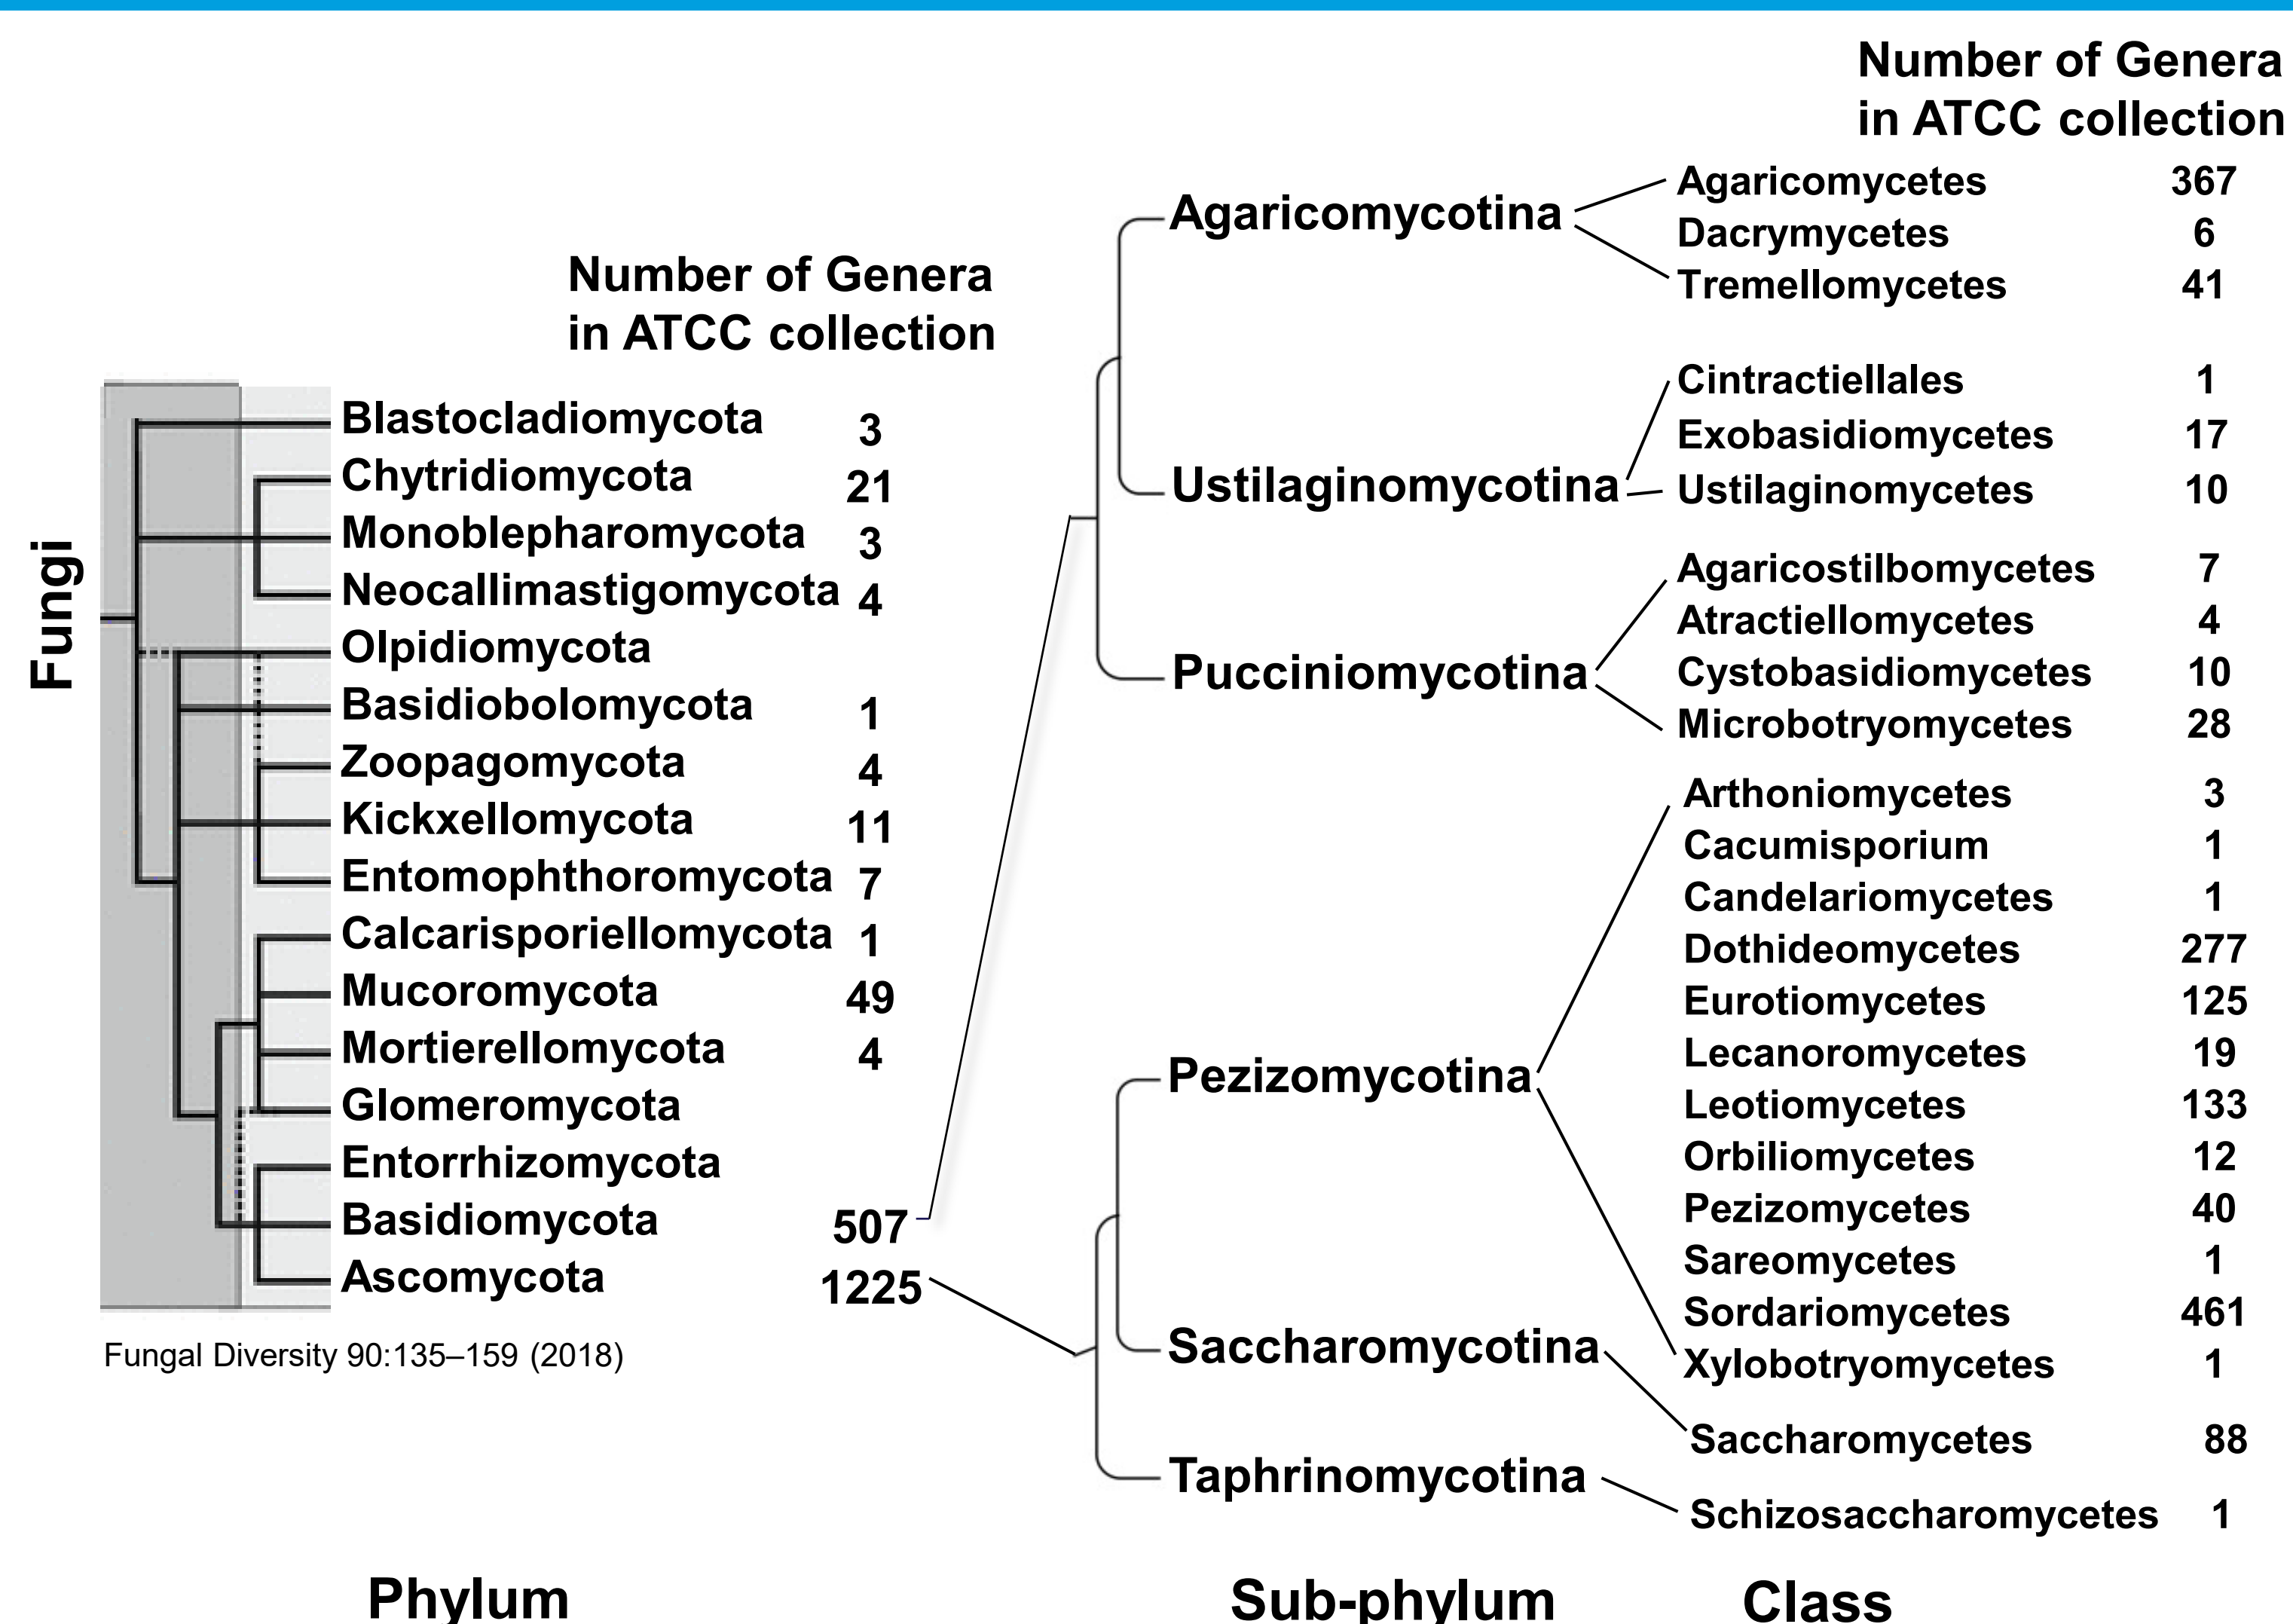 Number of Genera
in ATCC collection
Fungi
Blastocladiomycota 3
Chytridiomycota 21
Monoblepharomycota 3
Neocallimastigomycota 4
Olpidiomycota
Basidiobolomycota 1
Zoopagomycota 4
Kickxellomycota 11
Entomophthoromycota 7
Calcarisporiellomycota 1
Mucoromycota 49
Mortierellomycota 4
Glomeromycota
Entorrhizomycota
Basidiomycota 507
Ascomycota 1225
Fungal Diversity 90:135–159 (2018)
Phylum
Agaricomycotina
Ustilaginomycotina
Pucciniomycotina
Pezizomycotina
Saccharomycotina
Taphrinomycotina
Sub-phylum
Number of Genera
in ATCC collection
Agaricomycetes 367
Dacrymycetes 6
Tremellomycetes 41
Cintractiellales 1
Exobasidiomycetes 17
Ustilaginomycetes 10
Agaricostilbomycetes 7
Atractiellomycetes 4
Cystobasidiomycetes 10
Microbotryomycetes 28
Arthoniomycetes 3
Cacumisporium 1
Candelariomycetes 1
Dothideomycetes 277
Eurotiomycetes 125
Lecanoromycetes 19
Leotiomycetes 133
Orbiliomycetes 12
Pezizomycetes 40
Sareomycetes 1
Sordariomycetes 461
Xylobotryomycetes 1
Saccharomycetes 88
Schizosaccharomycetes 1
Class